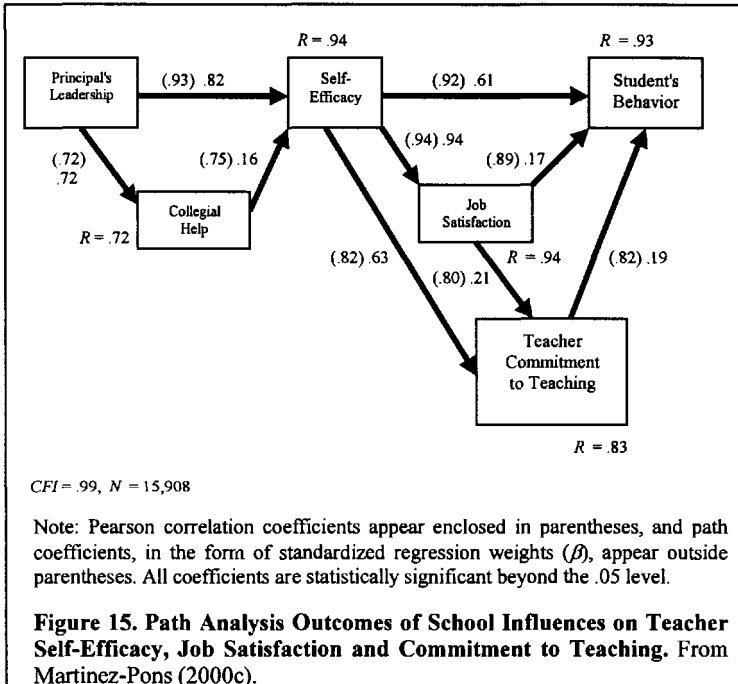 R = .94
R = .93
Principal's
Leadership
(.93) .82
Self-
Efficacy
(.92) .61
Student's
Behavior
(.72)
.72
(.75) .16
(.94) .94
(.89) .17
Collegial
Help
R = .72
Job
Satisfaction
R = .94
(.82) .63
(.80) .21
(.82) .19
Teacher
Commitment
to Teaching
R = .83
CFI = .99, N = 15,908
Note: Pearson correlation coefficients appear enclosed in parentheses, and path
coefficients, in the form of standardized regression weights (β), appear outside
parentheses. All coefficients are statistically significant beyond the .05 level.
Figure 15. Path Analysis Outcomes of School Influences on Teacher
Self-Efficacy, Job Satisfaction and Commitment to Teaching. From
Martinez-Pons (2000c).